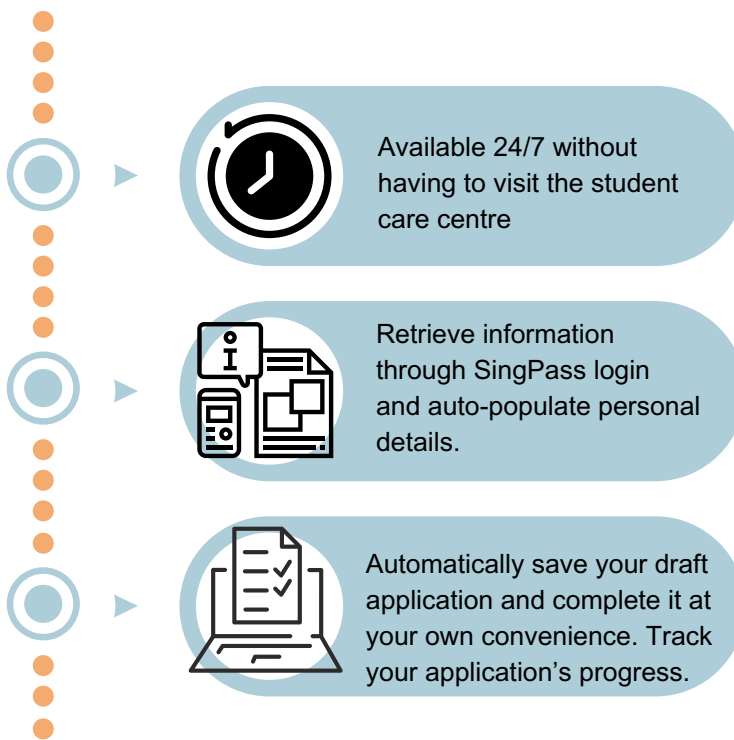 Available 24/7 without
having to visit the student
care centre
Retrieve information
through SingPass login
and auto-populate personal
details.
Automatically save your draft
application and complete it at
your own convenience. Track
your application’s progress.